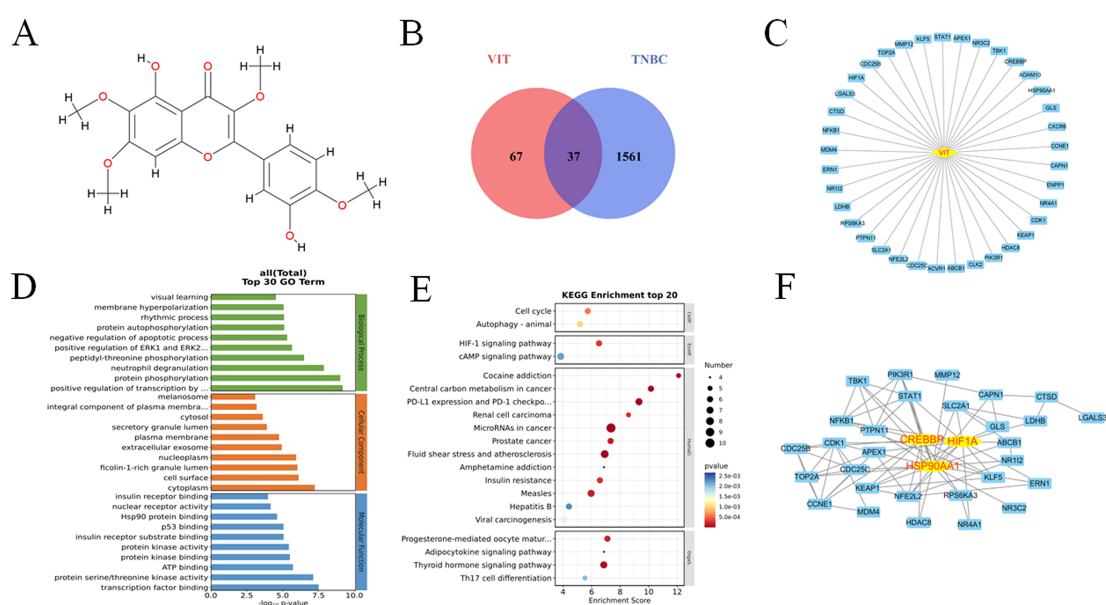 A
H
O
O
H
H
H
O
H
H
O
H
H
H
O
H
O
H
H
H
H
H
H
O
H
H
O
H
B
VIT
TNBC
67
37
1561
C
STAT1
APEX1
NR3C2
TBK1
CREBBP
ADAM10
HSP90AA1
GLS
CXCR6
CCNE1
CAPN1
ENPP1
NR4A1
CDK1
KEAP1
HDAC8
PIK3R1
CLK2
ABCB1
ACVR1
CDC25C
NFE2L2
SLC2A1
PTPN11
RPS6KA3
LDHB
NR1I2
ERN1
MDM4
NFKB1
CTSD
LGALS3
HIF1A
CDC25B
TOP2A
MMP12
KLF5
VIT
D
all(Total)
Top 30 GO Term
visual learning
membrane hyperpolarization
rhythmic process
protein autophosphorylation
negative regulation of apoptotic process
positive regulation of ERK1 and ERK2...
peptidyl-threonine phosphorylation
neutrophil degranulation
protein phosphorylation
positive regulation of transcription by ...
melanosome
integral component of plasma membra...
cytosol
secretory granule lumen
plasma membrane
extracellular exosome
nucleoplasm
ficolin-1-rich granule lumen
cell surface
cytoplasm
insulin receptor binding
nuclear receptor activity
Hsp90 protein binding
p53 binding
insulin receptor substrate binding
protein kinase activity
protein kinase binding
ATP binding
protein serine/threonine kinase activity
transcription factor binding
Biological Process
Cellular Component
Molecular Function
0.0 2.5 5.0 7.5 10.0
-log₁₀ p-value
E
KEGG Enrichment top 20
Cell cycle
Autophagy - animal
HIF-1 signaling pathway
cAMP signaling pathway
Cocaine addiction
Central carbon metabolism in cancer
PD-L1 expression and PD-1 checkpo...
Renal cell carcinoma
MicroRNAs in cancer
Prostate cancer
Fluid shear stress and atherosclerosis
Amphetamine addiction
Insulin resistance
Measles
Hepatitis B
Viral carcinogenesis
Progesterone-mediated oocyte matur...
Adipocytokine signaling pathway
Thyroid hormone signaling pathway
Th17 cell differentiation
CellP
EnvIP
HumaD
OrgaS
4 6 8 10 12
Enrichment Score
Number
4
5
6
7
8
9
10
pvalue
2.5e-03
2.0e-03
1.5e-03
1.0e-03
5.0e-04
F
PIK3R1
MMP12
TBK1
CAPN1
CTSD
STAT1
SLC2A1
LGALS3
NFKB1
LDHB
PTPN11
GLS
CREBBP
HIF1A
CDK1
ABCB1
CDC25B
APEX1
NR1I2
CDC25C
HSP90AA1
TOP2A
KLF5
ERN1
KEAP1
NFE2L2
RPS6KA3
CCNE1
MDM4
NR3C2
HDAC8
NR4A1